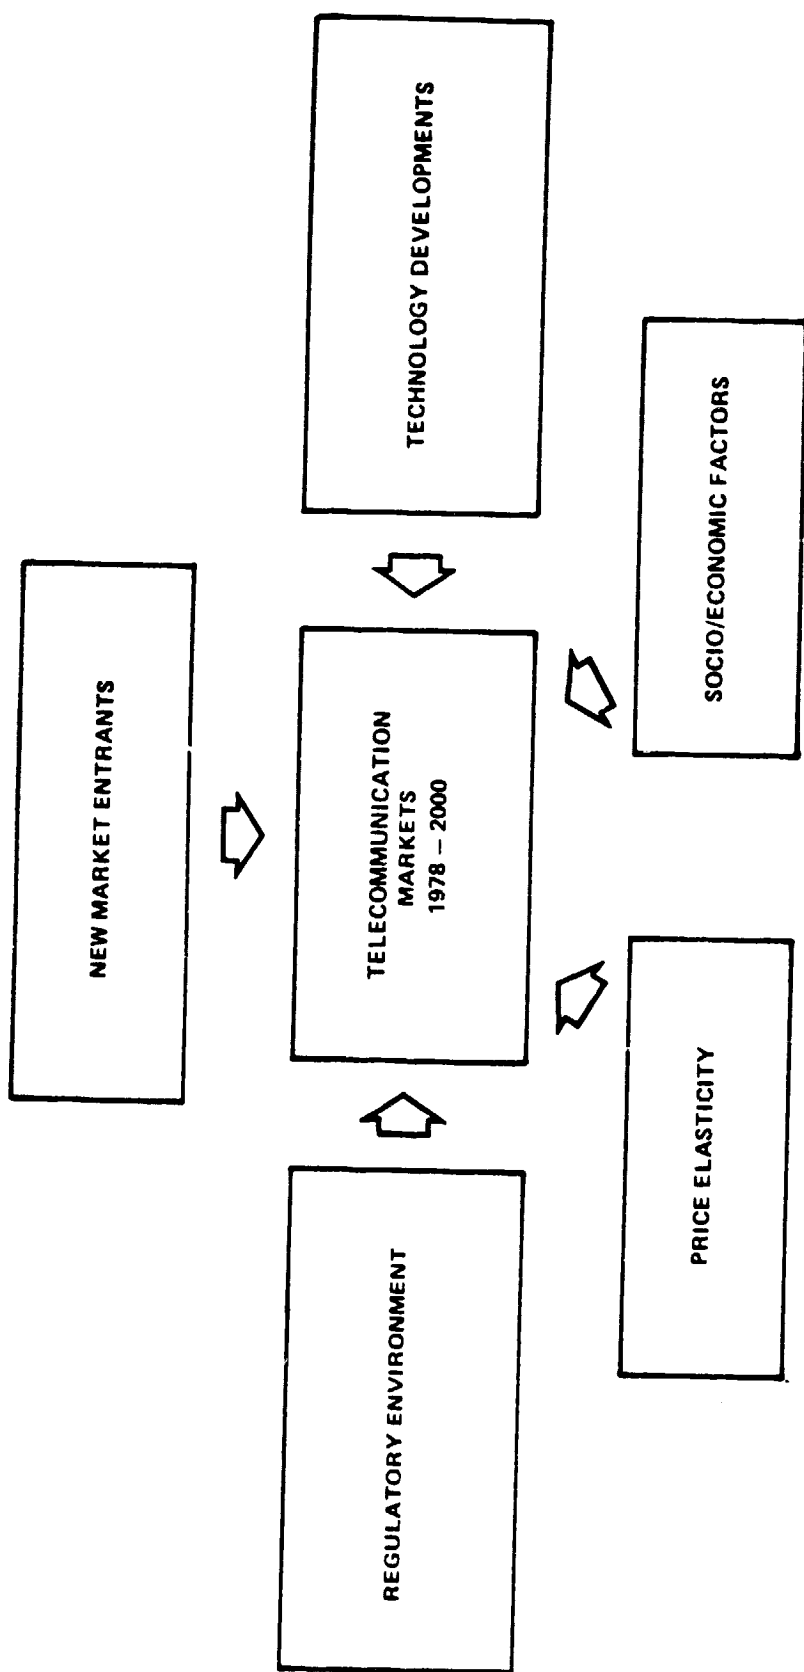 NEW MARKET ENTRANTS
REGULATORY ENVIRONMENT
TELECOMMUNICATION
MARKETS
1978 – 2000
TECHNOLOGY DEVELOPMENTS
PRICE ELASTICITY
SOCIO/ECONOMIC FACTORS